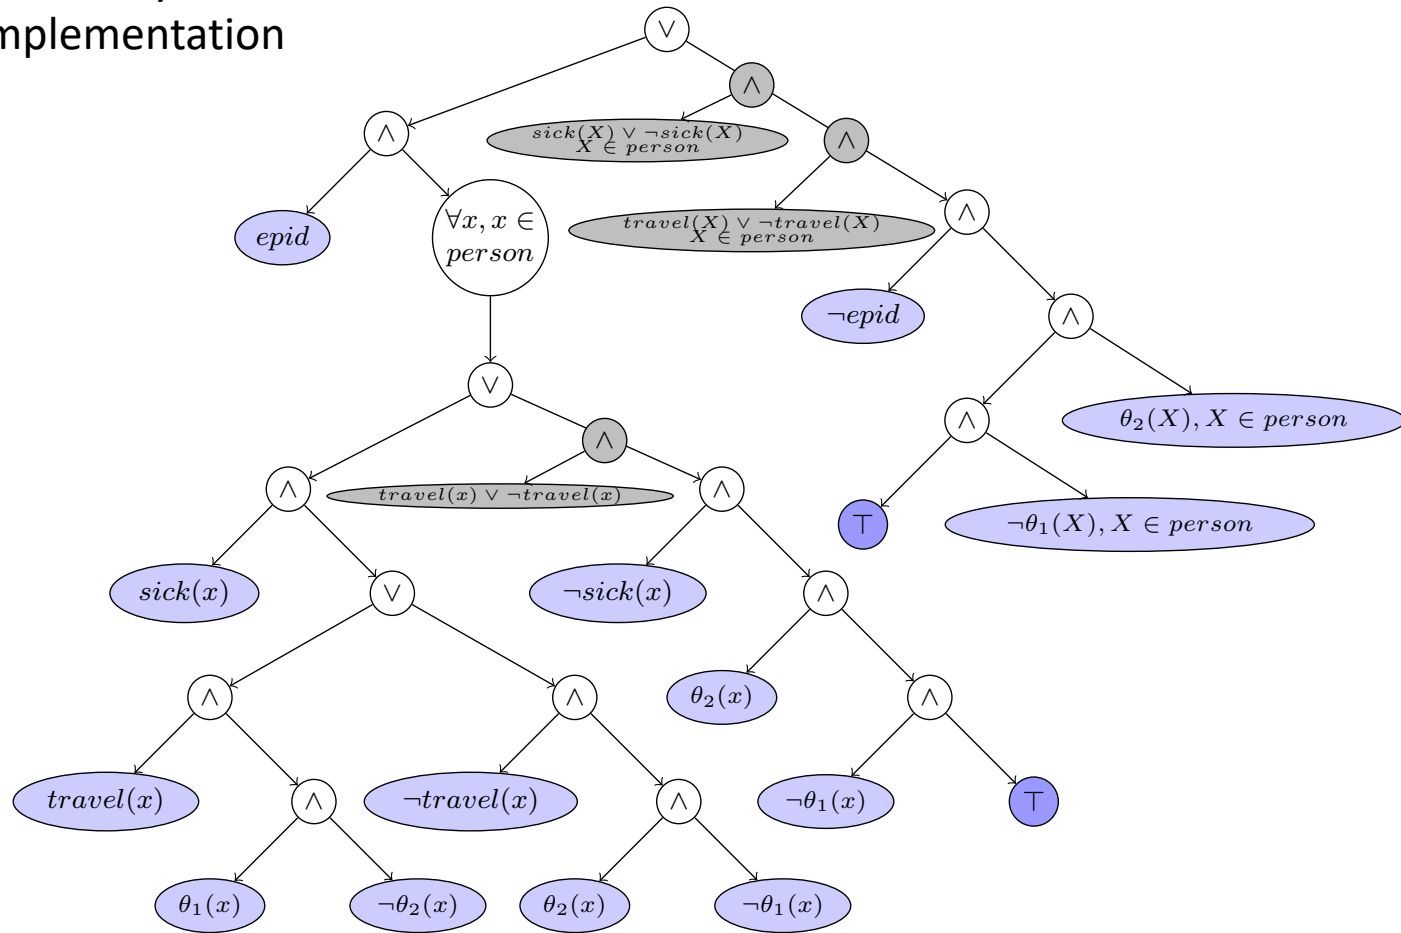 mplementation
∨
∧
sick(X) ∨ ¬sick(X)
X ∈ person
∧
∧
epid
∀x, x ∈
person
travel(X) ∨ ¬travel(X)
X ∈ person
∧
¬epid
∧
∨
∧
θ₂(X), X ∈ person
∧
∧
travel(x) ∨ ¬travel(x)
∧
⊤
¬θ₁(X), X ∈ person
sick(x)
∨
¬sick(x)
∧
∧
∧
θ₂(x)
∧
travel(x)
∧
¬travel(x)
∧
¬θ₁(x)
⊤
θ₁(x)
¬θ₂(x)
θ₂(x)
¬θ₁(x)